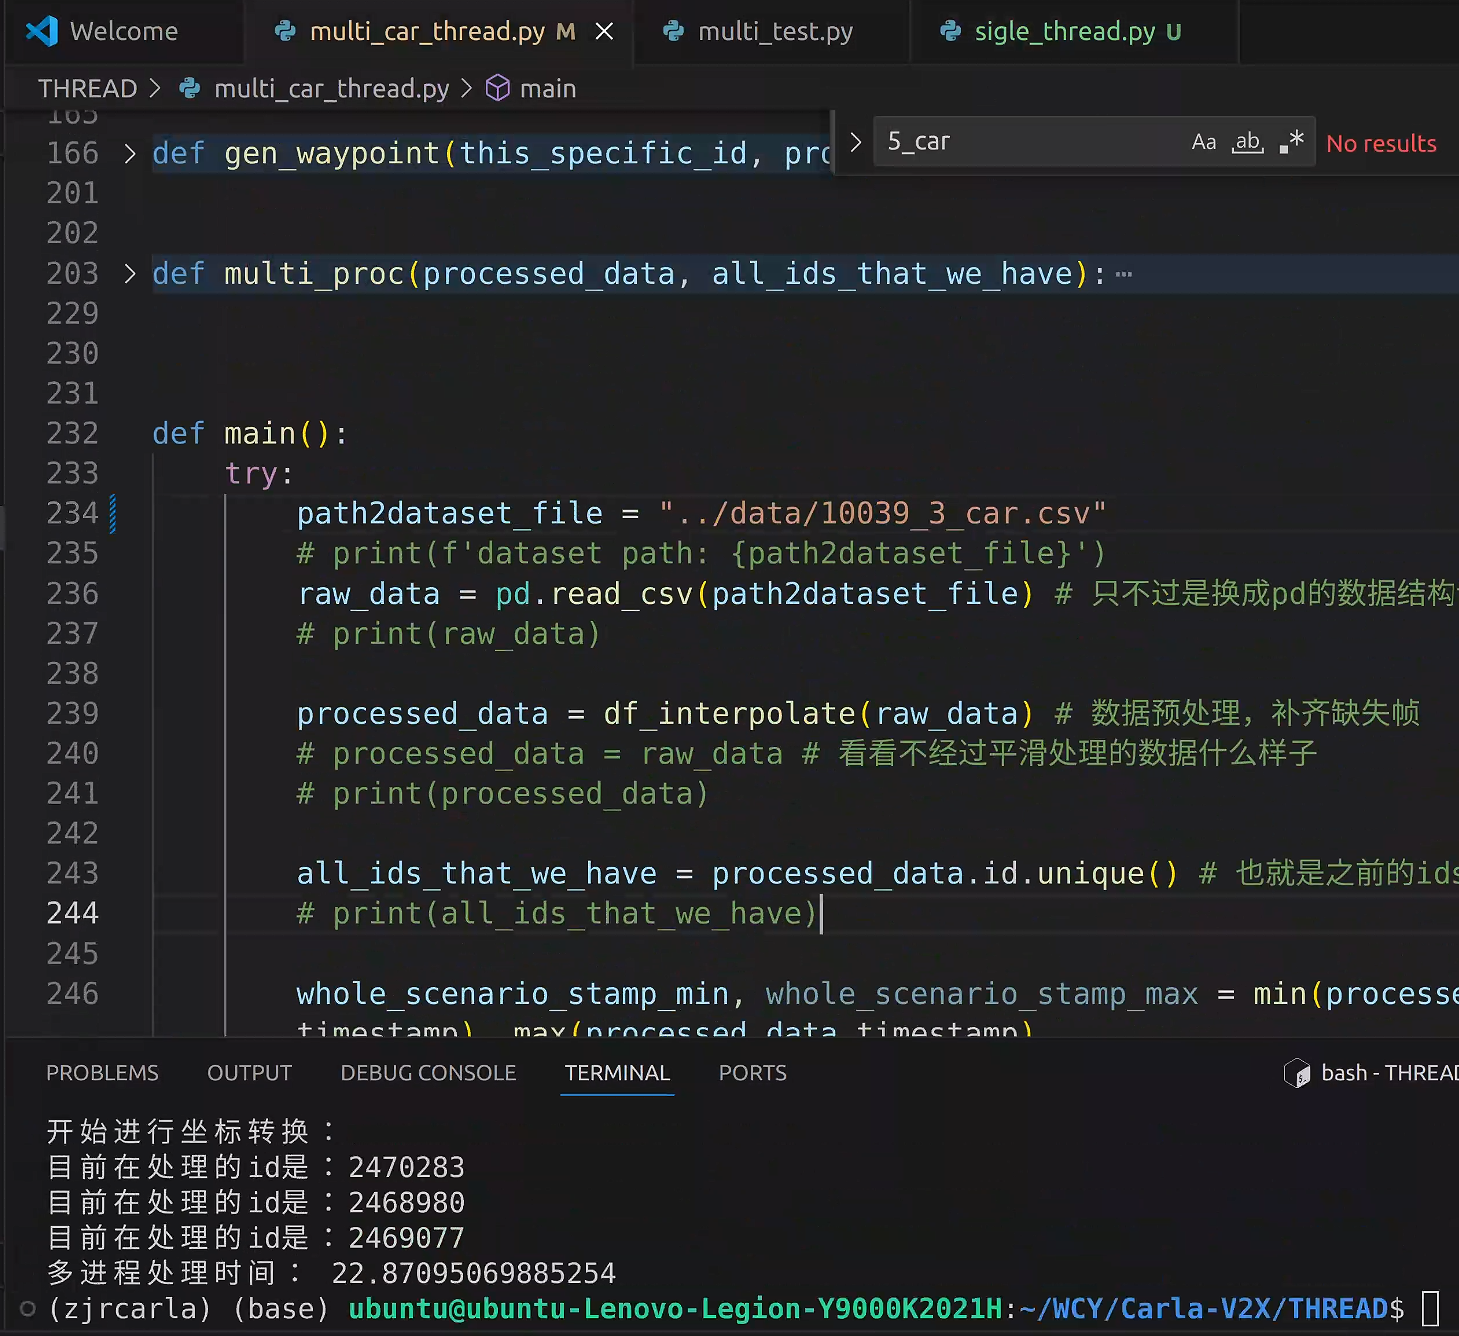 Welcome
multi_car_thread.py M
multi_test.py
sigle_thread.py U
THREAD > multi_car_thread.py > main
165
5_car Aa ab .* No results
166 def gen_waypoint(this_specific_id, pro
201
202
203 def multi_proc(processed_data, all_ids_that_we_have): ⋯
229
230
231
232 def main():
233 try:
234 path2dataset_file = "../data/10039_3_car.csv"
235 # print(f'dataset path: {path2dataset_file}')
236 raw_data = pd.read_csv(path2dataset_file) # 只不过是换成pd的数据结构
237 # print(raw_data)
238
239 processed_data = df_interpolate(raw_data) # 数据预处理，补齐缺失帧
240 # processed_data = raw_data # 看看不经过平滑处理的数据什么样子
241 # print(processed_data)
242
243 all_ids_that_we_have = processed_data.id.unique() # 也就是之前的ids
244 # print(all_ids_that_we_have)
245
246 whole_scenario_stamp_min, whole_scenario_stamp_max = min(processe
timestamp), max(processed_data.timestamp)
PROBLEMS OUTPUT DEBUG CONSOLE TERMINAL PORTS bash - THREAD
开始进行坐标转换：
目前在处理的id是：2470283
目前在处理的id是：2468980
目前在处理的id是：2469077
多进程处理时间： 22.87095069885254
(zjrcarla) (base) ubuntu@ubuntu-Lenovo-Legion-Y9000K2021H:~/WCY/Carla-V2X/THREAD$